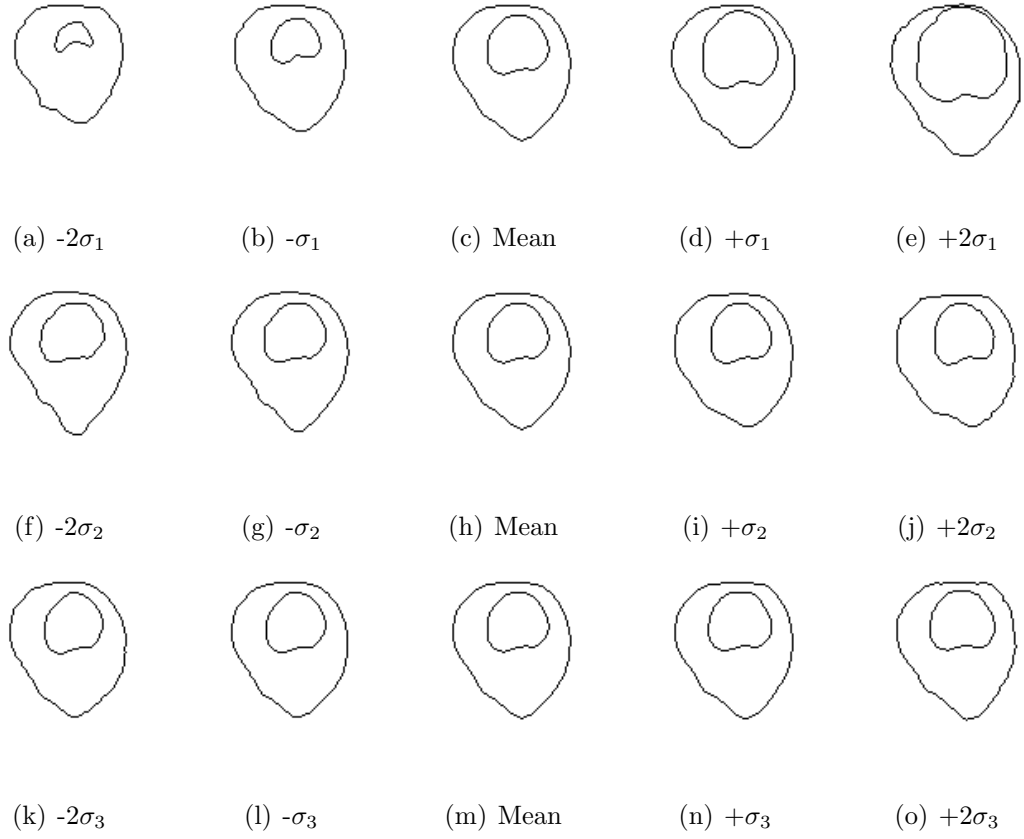 (a) -2σ₁ (b) -σ₁ (c) Mean (d) +σ₁ (e) +2σ₁
(f) -2σ₂ (g) -σ₂ (h) Mean (i) +σ₂ (j) +2σ₂
(k) -2σ₃ (l) -σ₃ (m) Mean (n) +σ₃ (o) +2σ₃